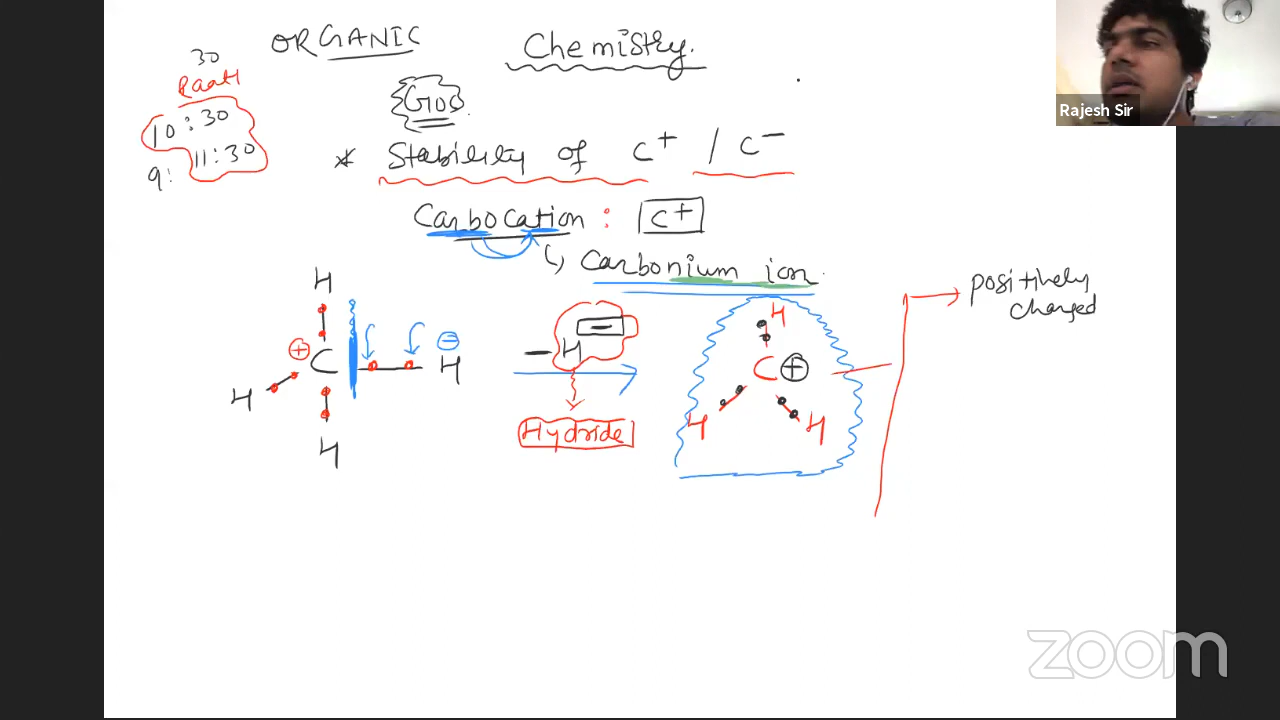 ORGANIC Chemistry.
30
Raat
10:30
9: 11:30
GOC
* Stability of C+ / C−
Carbocation : C+
Carbonium ion.
positively
charged
H
H C ⊕ H ⊖
H
− H −
Hydride
H
C ⊕
H H
Rajesh Sir
zoom